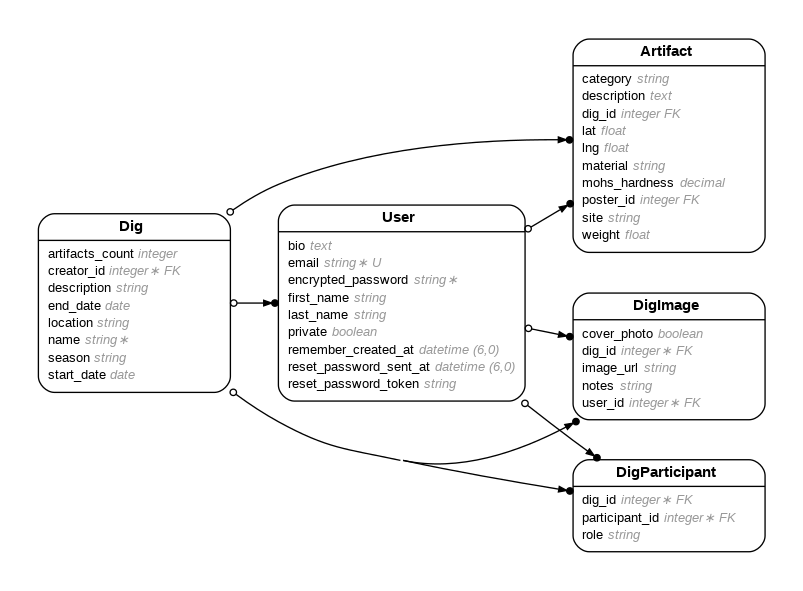 Dig
artifacts_count integer
creator_id integer∗ FK
description string
end_date date
location string
name string∗
season string
start_date date
User
bio text
email string∗ U
encrypted_password string∗
first_name string
last_name string
private boolean
remember_created_at datetime (6,0)
reset_password_sent_at datetime (6,0)
reset_password_token string
Artifact
category string
description text
dig_id integer FK
lat float
lng float
material string
mohs_hardness decimal
poster_id integer FK
site string
weight float
DigImage
cover_photo boolean
dig_id integer∗ FK
image_url string
notes string
user_id integer∗ FK
DigParticipant
dig_id integer∗ FK
participant_id integer∗ FK
role string